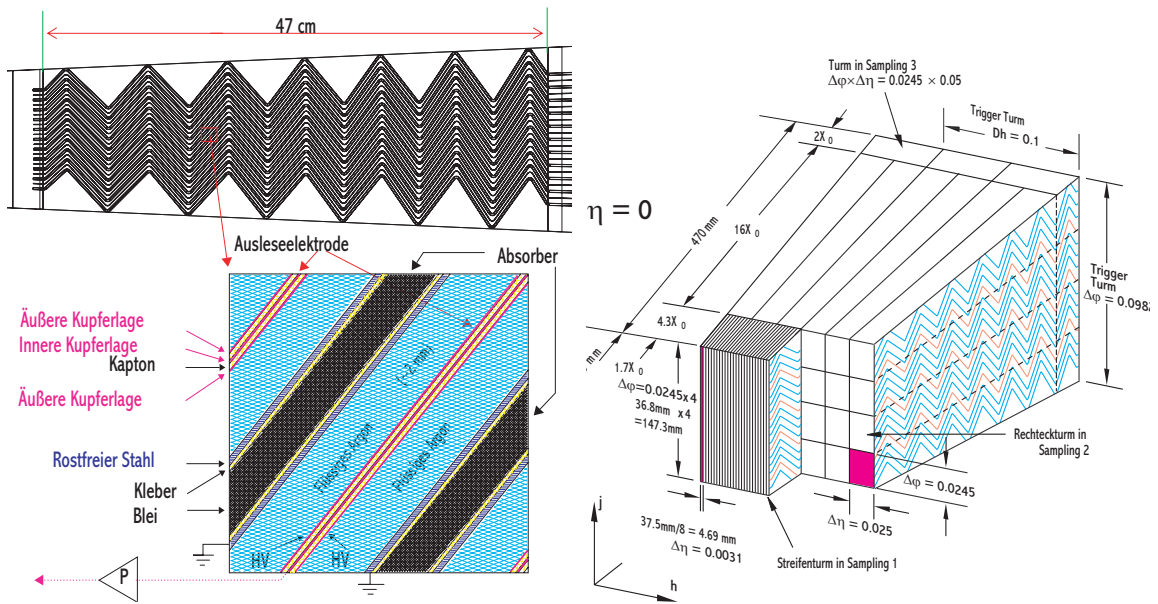 47 cm
Ausleseelektrode
Absorber
Äußere Kupferlage
Innere Kupferlage
Kapton
Äußere Kupferlage
Rostfreier Stahl
Kleber
Blei
(~2 mm)
Flüssiges Argon
Flüssiges Argon
HV
HV
P
Turm in Sampling 3
Δφ×Δη = 0.0245 × 0.05
Trigger Turm
Dh = 0.1
2X0
η = 0
470 mm
16X0
4.3X0
mm
1.7X0
Δφ=0.0245x4
36.8mm x4
=147.3mm
Trigger
Turm
Δφ = 0.098
Rechteckturm in
Sampling 2
Δφ = 0.0245
Δη = 0.025
37.5mm/8 = 4.69 mm
Δη = 0.0031
Streifenturm in Sampling 1
j
h